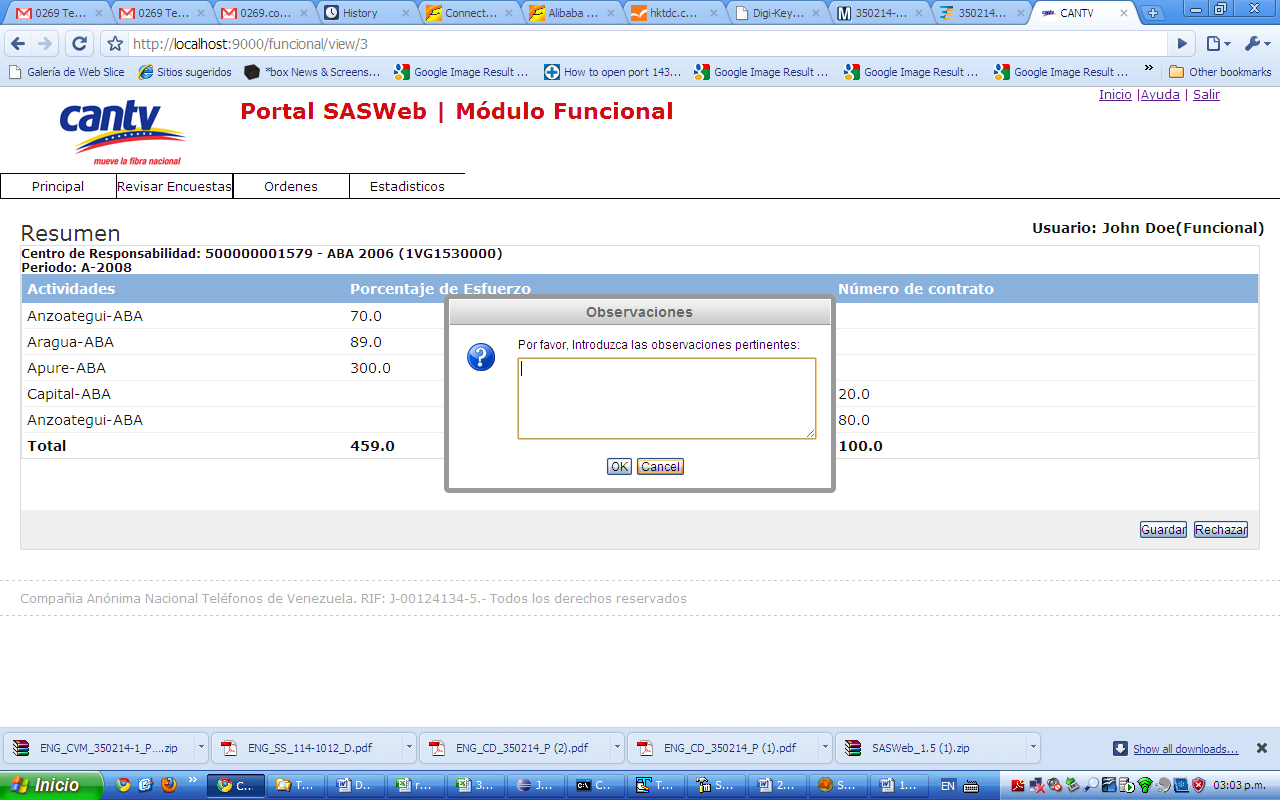 0269 Te...
0269 Te...
0269.co...
History
Connect...
Alibaba ...
hktdc.c...
Digi-Key...
350214-...
350214...
CANTV
http://localhost:9000/funcional/view/3
Galería de Web Slice
Sitios sugeridos
*box News & Screens...
Google Image Result ...
How to open port 143...
Google Image Result ...
Google Image Result ...
Google Image Result ...
»
Other bookmarks
cantv
mueve la fibra nacional
Portal SASWeb | Módulo Funcional
Inicio |Ayuda | Salir
Principal
Revisar Encuestas
Ordenes
Estadisticos
Resumen
Usuario: John Doe(Funcional)
Centro de Responsabilidad: 500000001579 - ABA 2006 (1VG1530000)
Periodo: A-2008
Actividades Porcentaje de Esfuerzo Número de contrato
Anzoategui-ABA 70.0
Aragua-ABA 89.0
Apure-ABA 300.0
Capital-ABA 20.0
Anzoategui-ABA 80.0
Total 459.0 100.0
Observaciones
Por favor, Introduzca las observaciones pertinentes:
OK Cancel
Guardar Rechazar
Compañia Anónima Nacional Teléfonos de Venezuela. RIF: J-00124134-5.- Todos los derechos reservados
ENG_CVM_350214-1_P....zip
ENG_SS_114-1012_D.pdf
ENG_CD_350214_P (2).pdf
ENG_CD_350214_P (1).pdf
SASWeb_1.5 (1).zip
Show all downloads...
Inicio
»
C...
T...
D...
r...
3...
J...
C...
T...
S...
2...
S...
1...
EN
03:03 p.m.